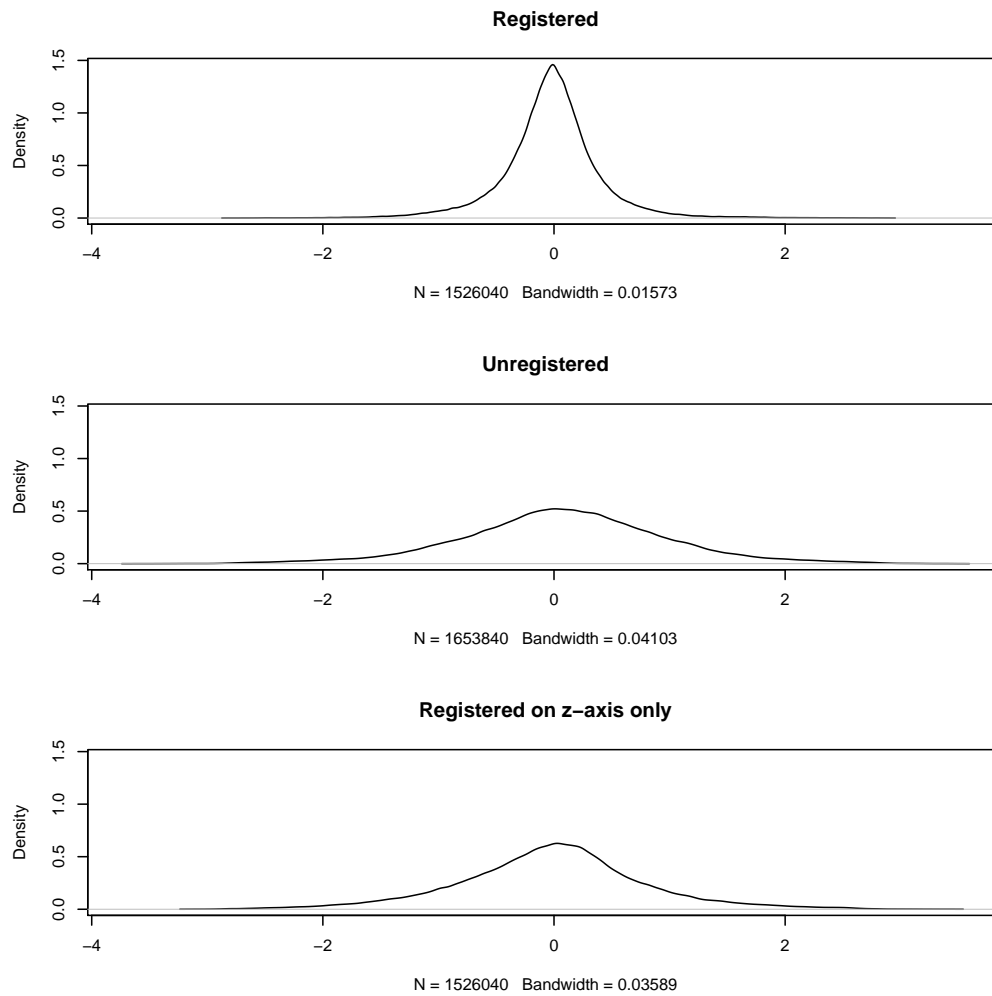 Registered
Density
0.0 0.5 1.0 1.5
−4 −2 0 2
N = 1526040 Bandwidth = 0.01573
Unregistered
Density
0.0 0.5 1.0 1.5
−4 −2 0 2
N = 1653840 Bandwidth = 0.04103
Registered on z−axis only
Density
0.0 0.5 1.0 1.5
−4 −2 0 2
N = 1526040 Bandwidth = 0.03589